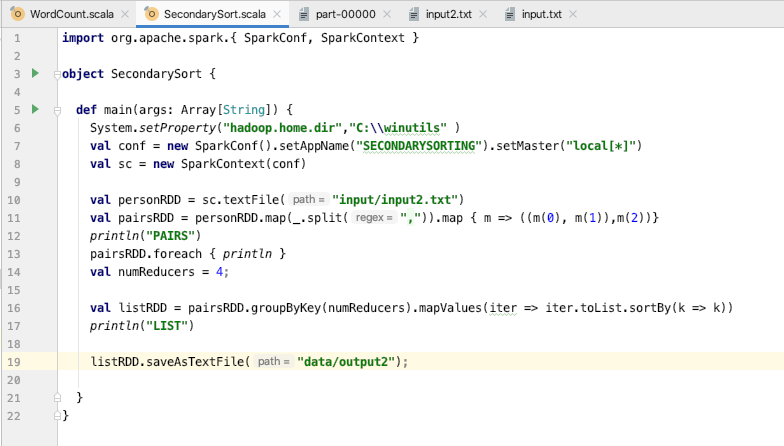 WordCount.scala SecondarySort.scala part-00000 input2.txt input.txt
1 import org.apache.spark.{ SparkConf, SparkContext }
2
3 object SecondarySort {
4
5 def main(args: Array[String]) {
6 System.setProperty("hadoop.home.dir","C:\\winutils" )
7 val conf = new SparkConf().setAppName("SECONDARYSORTING").setMaster("local[*]")
8 val sc = new SparkContext(conf)
9
10 val personRDD = sc.textFile( path = "input/input2.txt")
11 val pairsRDD = personRDD.map(_.split( regex = ",")).map { m => ((m(0), m(1)),m(2))}
12 println("PAIRS")
13 pairsRDD.foreach { println }
14 val numReducers = 4;
15
16 val listRDD = pairsRDD.groupByKey(numReducers).mapValues(iter => iter.toList.sortBy(k => k))
17 println("LIST")
18
19 listRDD.saveAsTextFile( path = "data/output2");
20
21 }
22 }